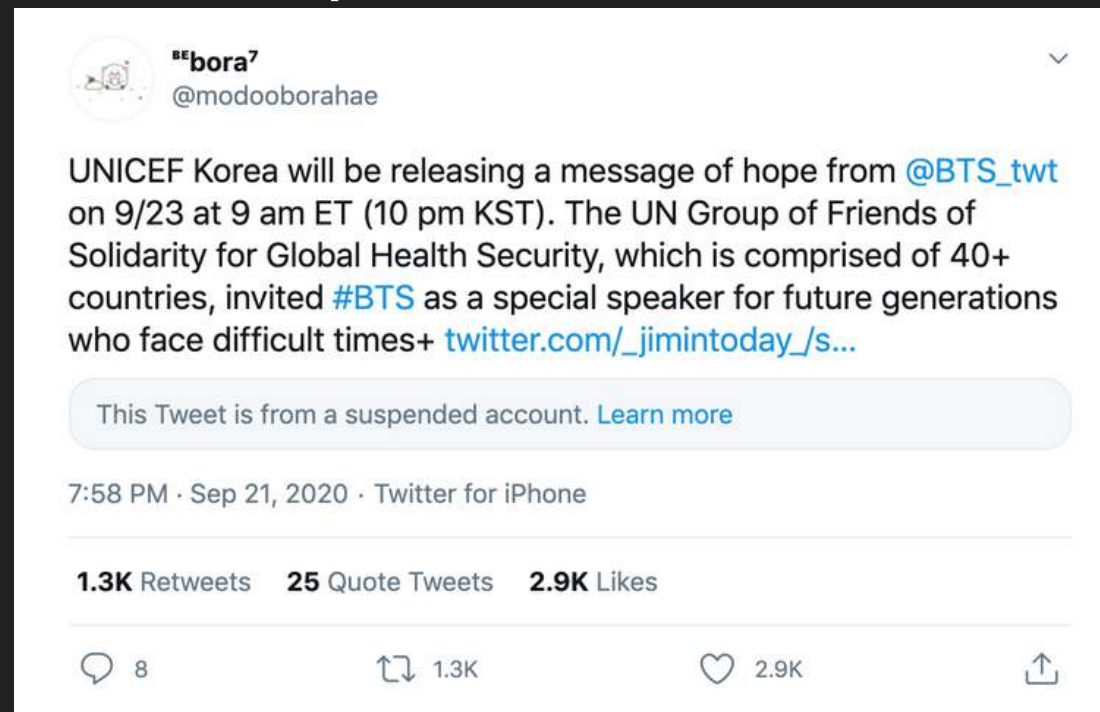 ᴮᴱbora⁷
@modooborahae
UNICEF Korea will be releasing a message of hope from @BTS_twt
on 9/23 at 9 am ET (10 pm KST). The UN Group of Friends of
Solidarity for Global Health Security, which is comprised of 40+
countries, invited #BTS as a special speaker for future generations
who face difficult times+ twitter.com/_jimintoday_/s...
This Tweet is from a suspended account. Learn more
7:58 PM · Sep 21, 2020 · Twitter for iPhone
1.3K Retweets 25 Quote Tweets 2.9K Likes
8 1.3K 2.9K